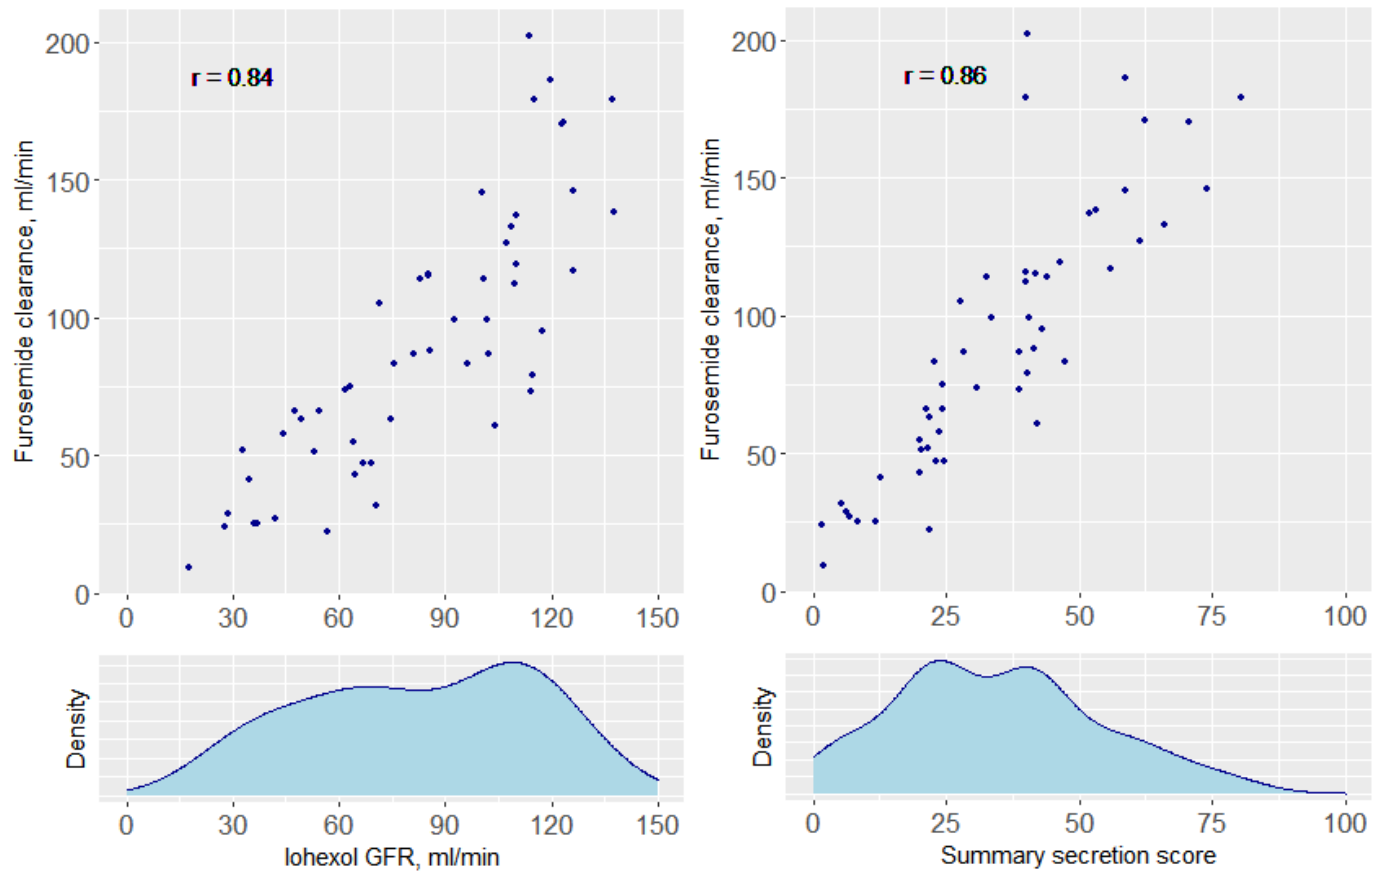 r = 0.84
Furosemide clearance, ml/min
200
150
100
50
0
0 30 60 90 120 150
Density
0 30 60 90 120 150
Iohexol GFR, ml/min
r = 0.86
Furosemide clearance, ml/min
200
150
100
50
0
0 25 50 75 100
Density
0 25 50 75 100
Summary secretion score